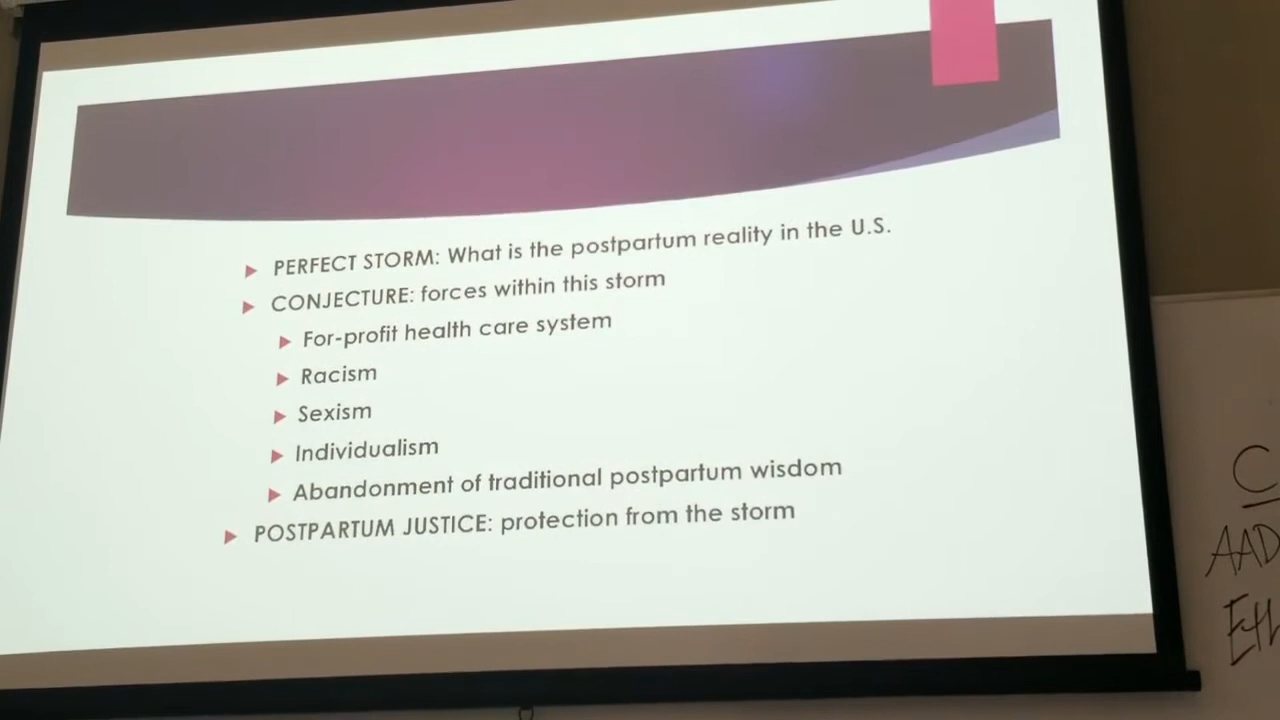 PERFECT STORM: What is the postpartum reality in the U.S.
CONJECTURE: forces within this storm
For-profit health care system
Racism
Sexism
Individualism
Abandonment of traditional postpartum wisdom
POSTPARTUM JUSTICE: protection from the storm
C
AAD